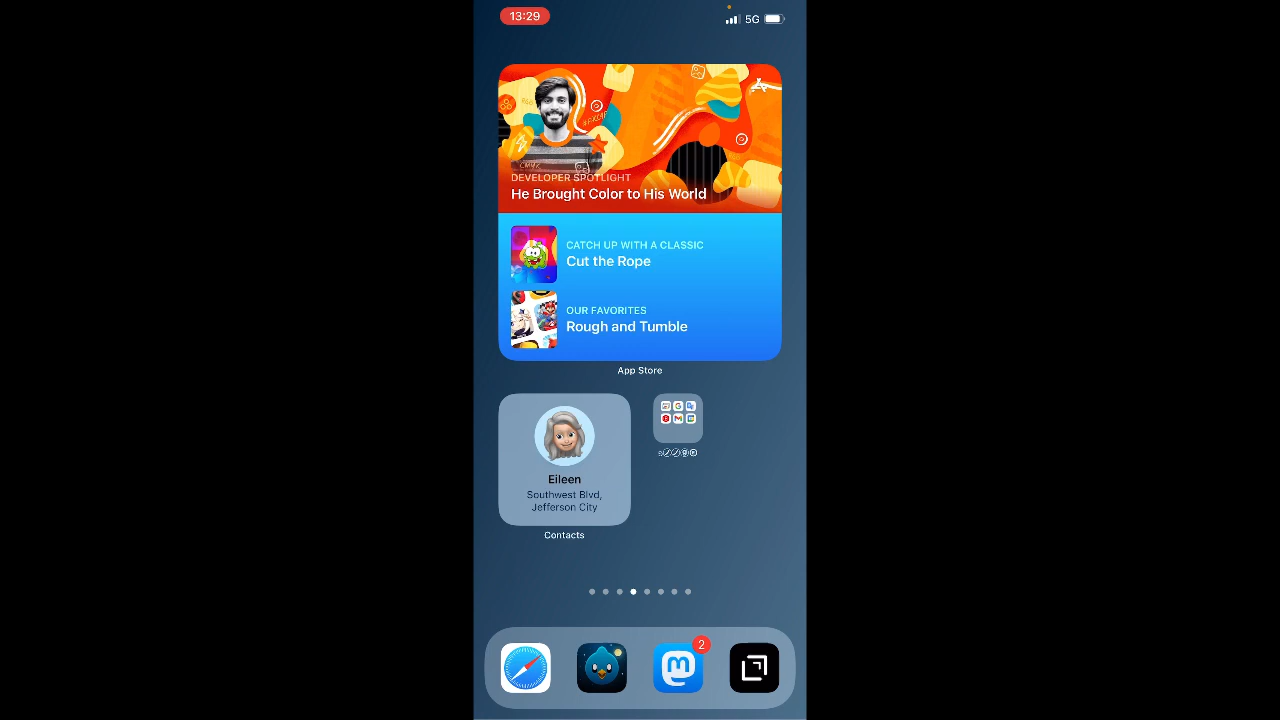 13:29
5G
DEVELOPER SPOTLIGHT
He Brought Color to His World
CATCH UP WITH A CLASSIC
Cut the Rope
OUR FAVORITES
Rough and Tumble
App Store
Eileen
Southwest Blvd,
Jefferson City
Contacts
2